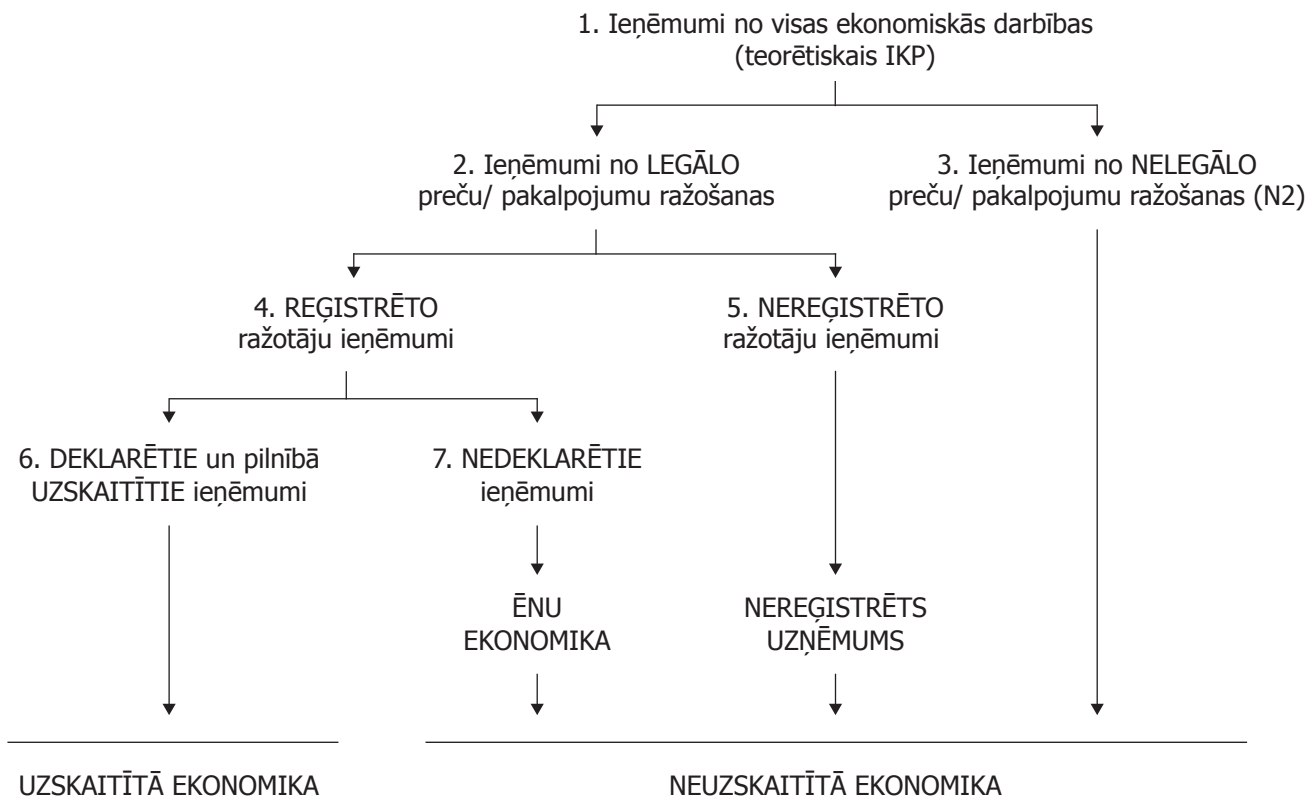 1. Ieņēmumi no visas ekonomiskās darbības
(teorētiskais IKP)
2. Ieņēmumi no LEGĀLO
preču/ pakalpojumu ražošanas
3. Ieņēmumi no NELEGĀLO
preču/ pakalpojumu ražošanas (N2)
4. REĢISTRĒTO
ražotāju ieņēmumi
5. NEREĢISTRĒTO
ražotāju ieņēmumi
6. DEKLARĒTIE un pilnībā
UZSKAITĪTIE ieņēmumi
7. NEDEKLARĒTIE
ieņēmumi
ĒNU
EKONOMIKA
NEREĢISTRĒTS
UZŅĒMUMS
UZSKAITĪTĀ EKONOMIKA
NEUZSKAITĪTĀ EKONOMIKA